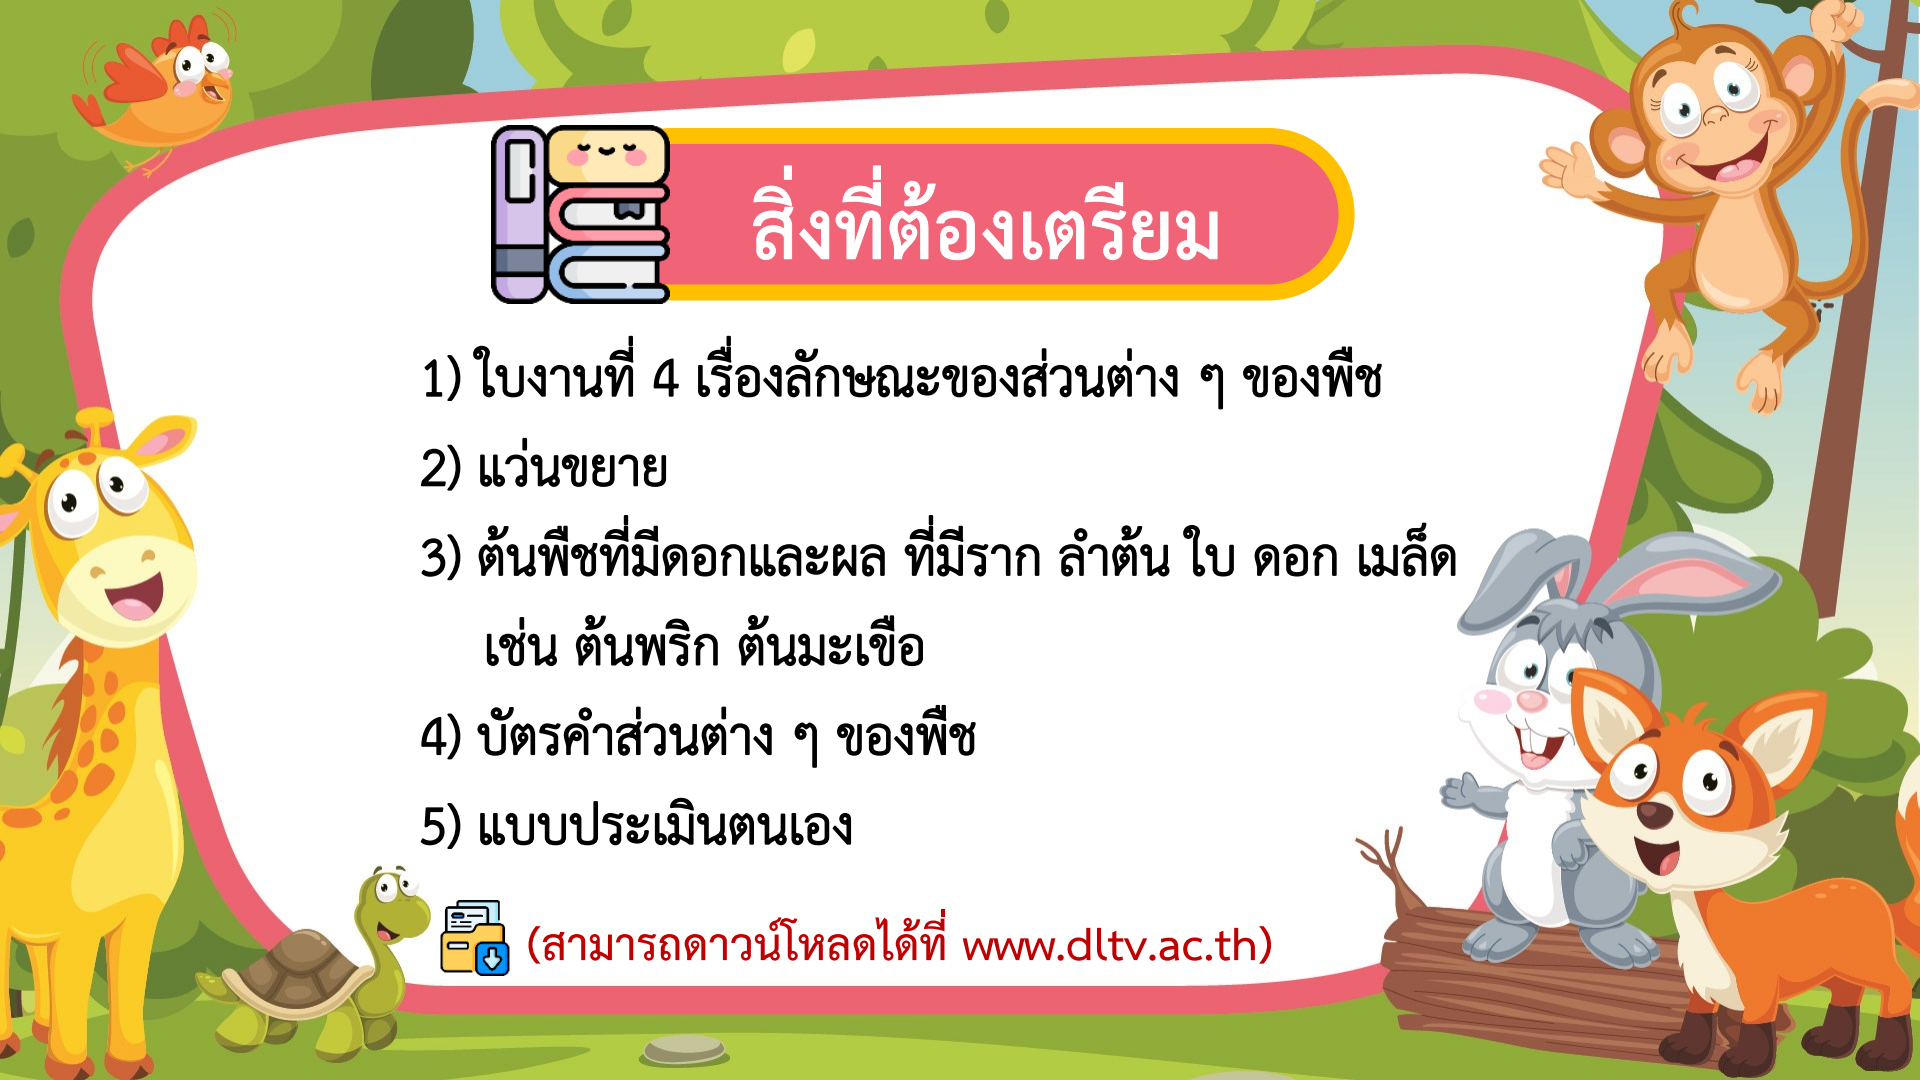 สิ่งที่ต้องเตรียม
1) ใบงานที่ 4 เรื่องลักษณะของส่วนต่าง ๆ ของพืช
2) แว่นขยาย
3) ต้นพืชที่มีดอกและผล ที่มีราก ลำต้น ใบ ดอก เมล็ด
เช่น ต้นพริก ต้นมะเขือ
4) บัตรคำส่วนต่าง ๆ ของพืช
5) แบบประเมินตนเอง
(สามารถดาวน์โหลดได้ที่ www.dltv.ac.th)